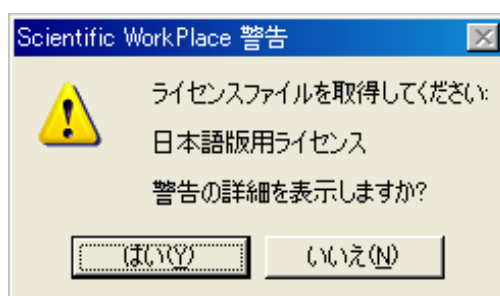 Scientific WorkPlace 警告
ライセンスファイルを取得してください:
日本語版用ライセンス
警告の詳細を表示しますか?
はい(Y) いいえ(N)